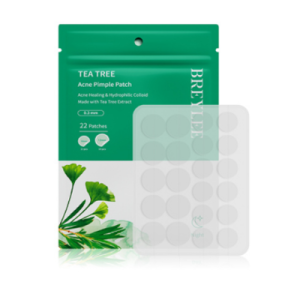 TEA TREE
Acne Pimple Patch
Acne Healing & Hydrophilic Colloid
Made with Tea Tree Extract
22 Patches
BREYLEE